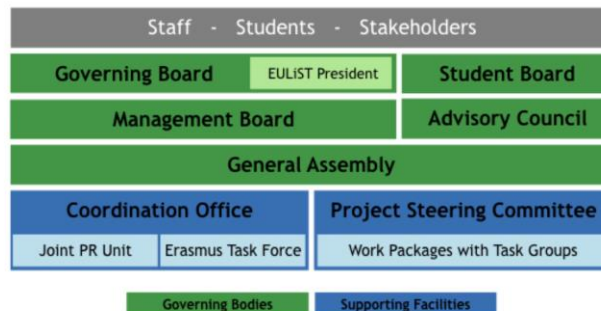 Staff - Students - Stakeholders
Governing Board EULiST President Student Board
Management Board Advisory Council
General Assembly
Coordination Office Project Steering Committee
Joint PR Unit Erasmus Task Force Work Packages with Task Groups
Governing Bodies Supporting Facilities